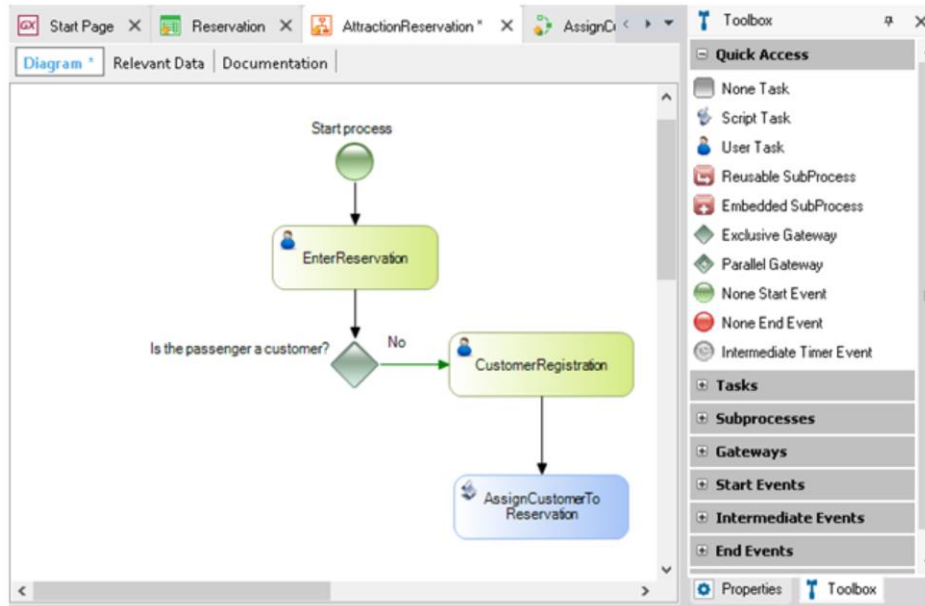 GX Start Page Reservation AttractionReservation * AssignCu
Toolbox
Diagram * Relevant Data Documentation
Start process
EnterReservation
Is the passenger a customer?
No
CustomerRegistration
AssignCustomerTo
Reservation
Quick Access
None Task
Script Task
User Task
Reusable SubProcess
Embedded SubProcess
Exclusive Gateway
Parallel Gateway
None Start Event
None End Event
Intermediate Timer Event
Tasks
Subprocesses
Gateways
Start Events
Intermediate Events
End Events
Properties Toolbox